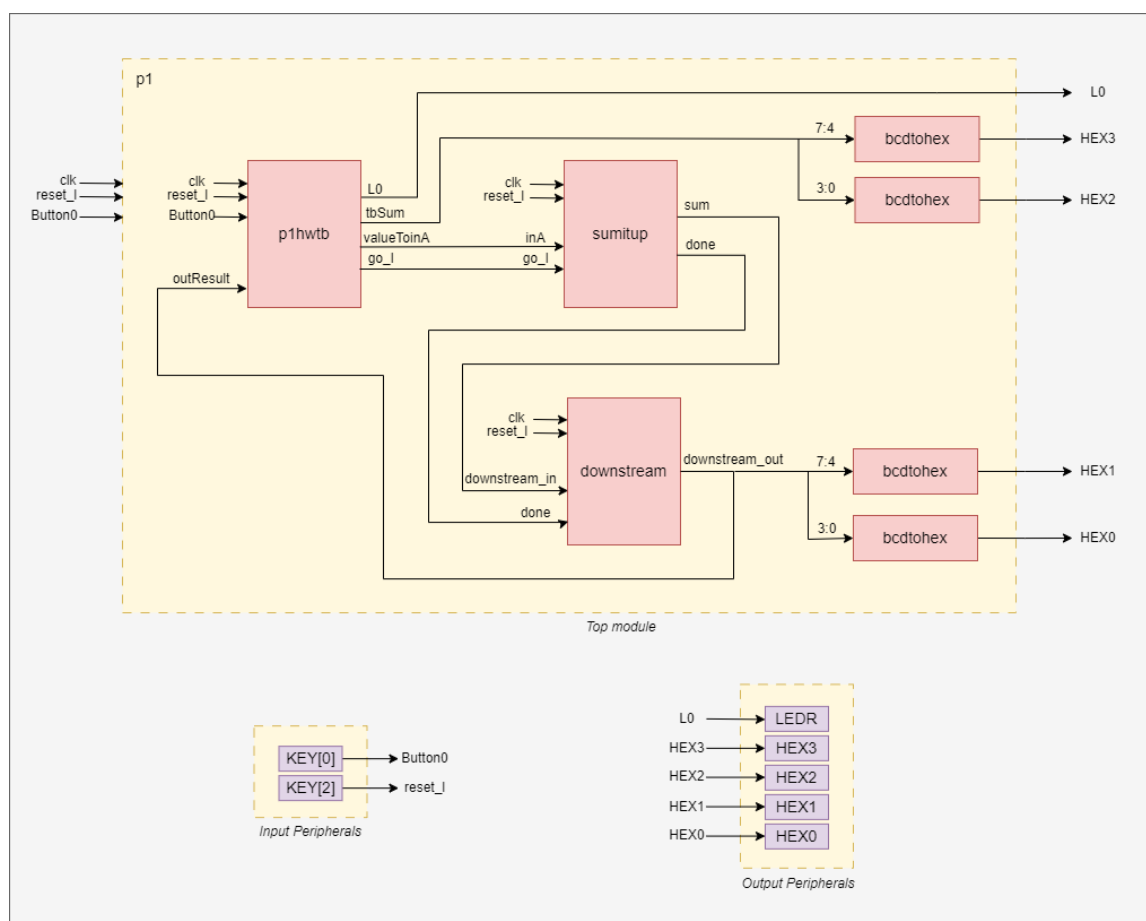 p1
L0
7:4
bcdtohex
HEX3
clk
reset_l
Button0
clk
reset_l
Button0
p1hwtb
L0
tbSum
valueToinA
go_l
clk
reset_l
inA
go_l
sumitup
sum
done
3:0
bcdtohex
HEX2
outResult
clk
reset_l
downstream_in
done
downstream
downstream_out
7:4
bcdtohex
HEX1
3:0
bcdtohex
HEX0
Top module
KEY[0]
Button0
KEY[2]
reset_l
Input Peripherals
L0
LEDR
HEX3
HEX3
HEX2
HEX2
HEX1
HEX1
HEX0
HEX0
Output Peripherals